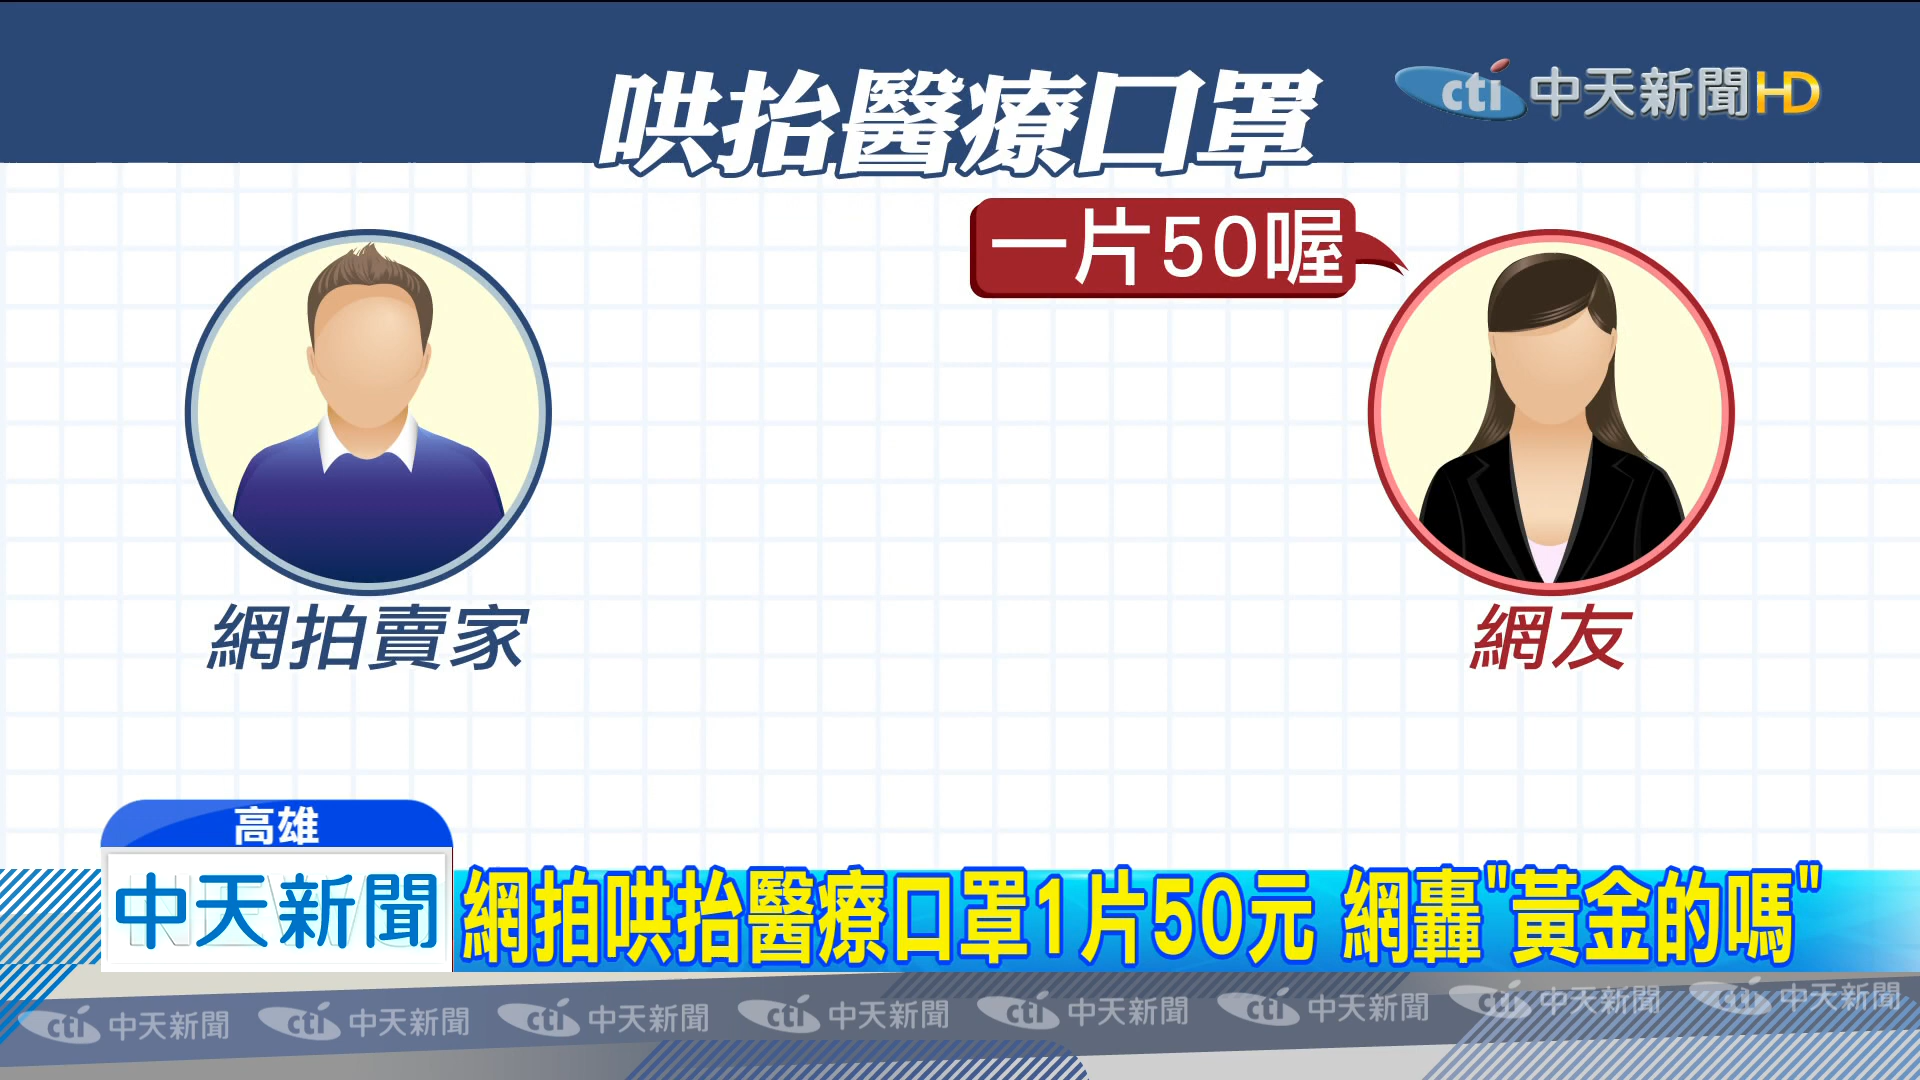 哄抬醫療口罩
cti 中天新聞HD
一片50喔
網拍賣家
網友
高雄
中天新聞
網拍哄抬醫療口罩1片50元 網轟"黃金的嗎"
cti 中天新聞 cti 中天新聞 cti 中天新聞 cti 中天新聞 cti 中天新聞 cti 中天新聞 cti 中天新聞 cti 中天新聞